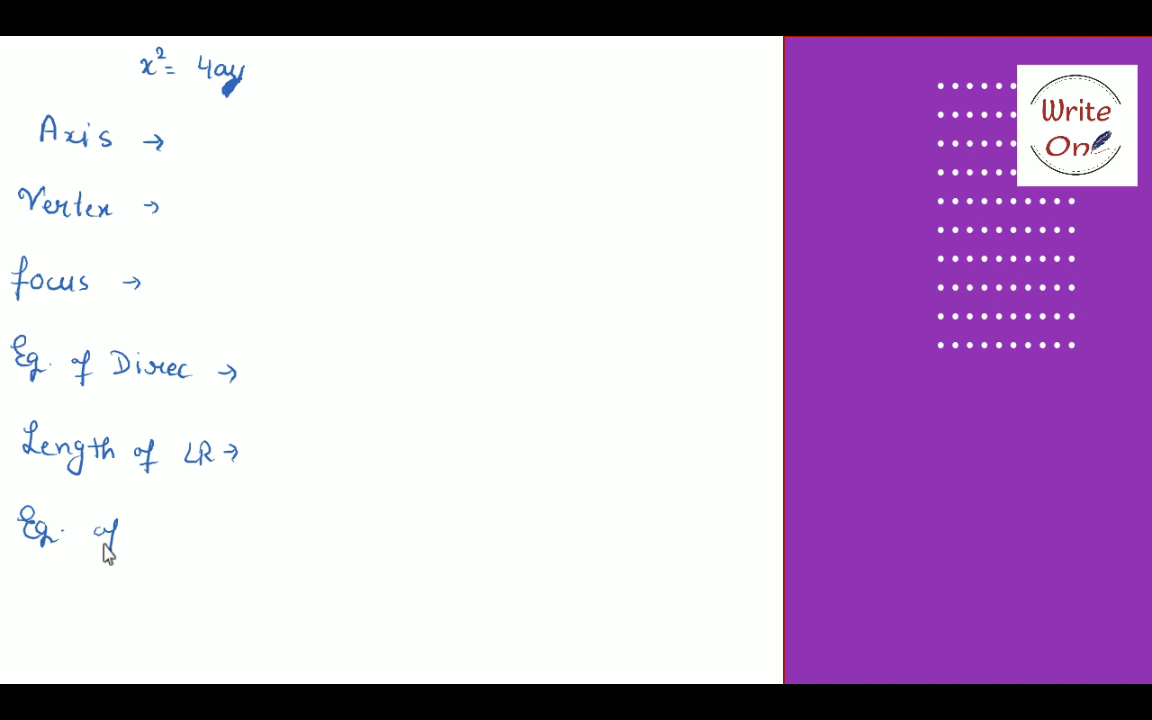 x² = 4ay
Axis →
Vertex →
focus →
Eq. of Direc →
Length of LR →
Eq. of
Write
On